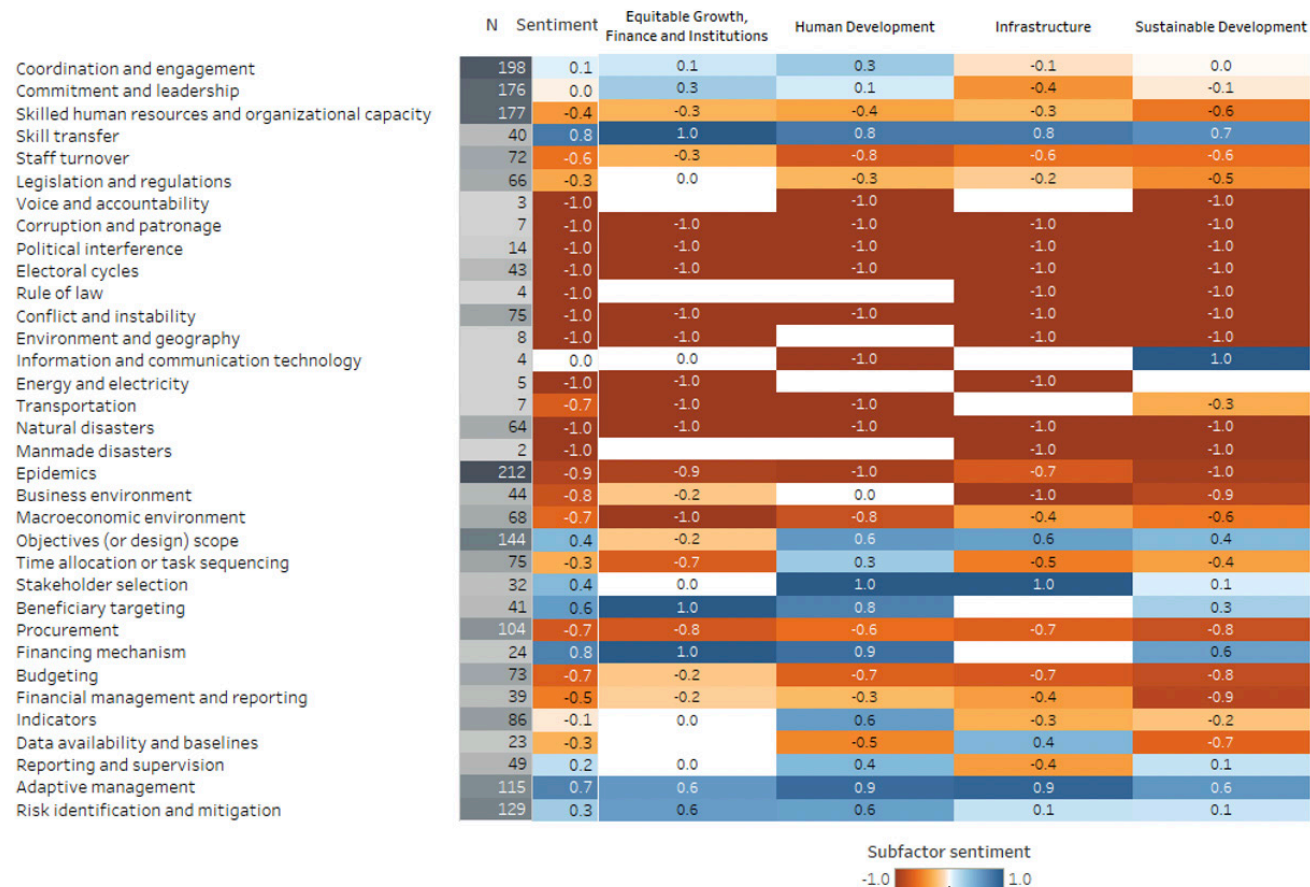 N Sentiment Equitable Growth, Finance and Institutions Human Development Infrastructure Sustainable Development
Coordination and engagement 198 0.1 0.1 0.3 -0.1 0.0
Commitment and leadership 176 0.0 0.3 0.1 -0.4 -0.1
Skilled human resources and organizational capacity 177 -0.4 -0.3 -0.4 -0.3 -0.6
Skill transfer 40 0.8 1.0 0.8 0.8 0.7
Staff turnover 72 -0.6 -0.3 -0.8 -0.6 -0.6
Legislation and regulations 66 -0.3 0.0 -0.3 -0.2 -0.5
Voice and accountability 3 -1.0 -1.0 -1.0
Corruption and patronage 7 -1.0 -1.0 -1.0 -1.0 -1.0
Political interference 14 -1.0 -1.0 -1.0 -1.0 -1.0
Electoral cycles 43 -1.0 -1.0 -1.0 -1.0 -1.0
Rule of law 4 -1.0 -1.0 -1.0
Conflict and instability 75 -1.0 -1.0 -1.0 -1.0 -1.0
Environment and geography 8 -1.0 -1.0 -1.0 -1.0
Information and communication technology 4 0.0 0.0 -1.0 1.0
Energy and electricity 5 -1.0 -1.0 -1.0
Transportation 7 -0.7 -1.0 -1.0 -0.3
Natural disasters 64 -1.0 -1.0 -1.0 -1.0 -1.0
Manmade disasters 2 -1.0 -1.0 -1.0
Epidemics 212 -0.9 -0.9 -1.0 -0.7 -1.0
Business environment 44 -0.8 -0.2 0.0 -1.0 -0.9
Macroeconomic environment 68 -0.7 -1.0 -0.8 -0.4 -0.6
Objectives (or design) scope 144 0.4 -0.2 0.6 0.6 0.4
Time allocation or task sequencing 75 -0.3 -0.7 0.3 -0.5 -0.4
Stakeholder selection 32 0.4 0.0 1.0 1.0 0.1
Beneficiary targeting 41 0.6 1.0 0.8 0.3
Procurement 104 -0.7 -0.8 -0.6 -0.7 -0.8
Financing mechanism 24 0.8 1.0 0.9 0.6
Budgeting 73 -0.7 -0.2 -0.7 -0.7 -0.8
Financial management and reporting 39 -0.5 -0.2 -0.3 -0.4 -0.9
Indicators 86 -0.1 0.0 0.6 -0.3 -0.2
Data availability and baselines 23 -0.3 -0.5 0.4 -0.7
Reporting and supervision 49 0.2 0.0 0.4 -0.4 0.1
Adaptive management 115 0.7 0.6 0.9 0.9 0.6
Risk identification and mitigation 129 0.3 0.6 0.6 0.1 0.1
Subfactor sentiment
-1.0 1.0